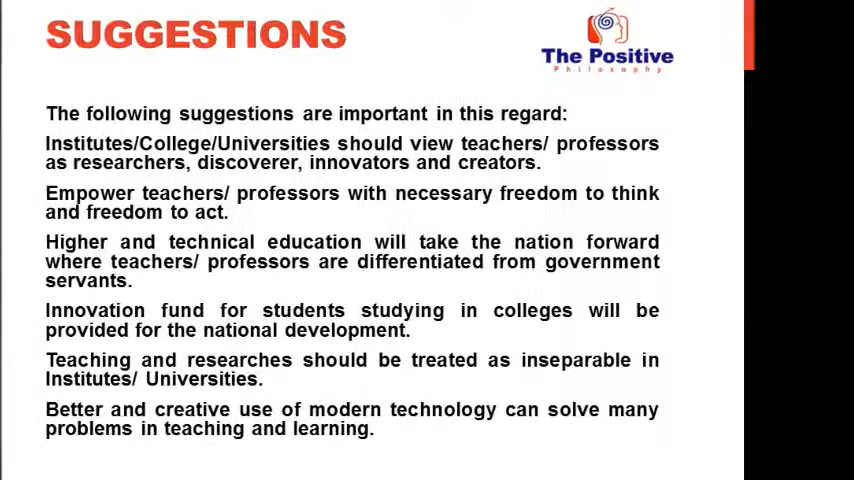 SUGGESTIONS
The Positive
Philosophy
The following suggestions are important in this regard:
Institutes/College/Universities should view teachers/ professors
as researchers, discoverer, innovators and creators.
Empower teachers/ professors with necessary freedom to think
and freedom to act.
Higher and technical education will take the nation forward
where teachers/ professors are differentiated from government
servants.
Innovation fund for students studying in colleges will be
provided for the national development.
Teaching and researches should be treated as inseparable in
Institutes/ Universities.
Better and creative use of modern technology can solve many
problems in teaching and learning.